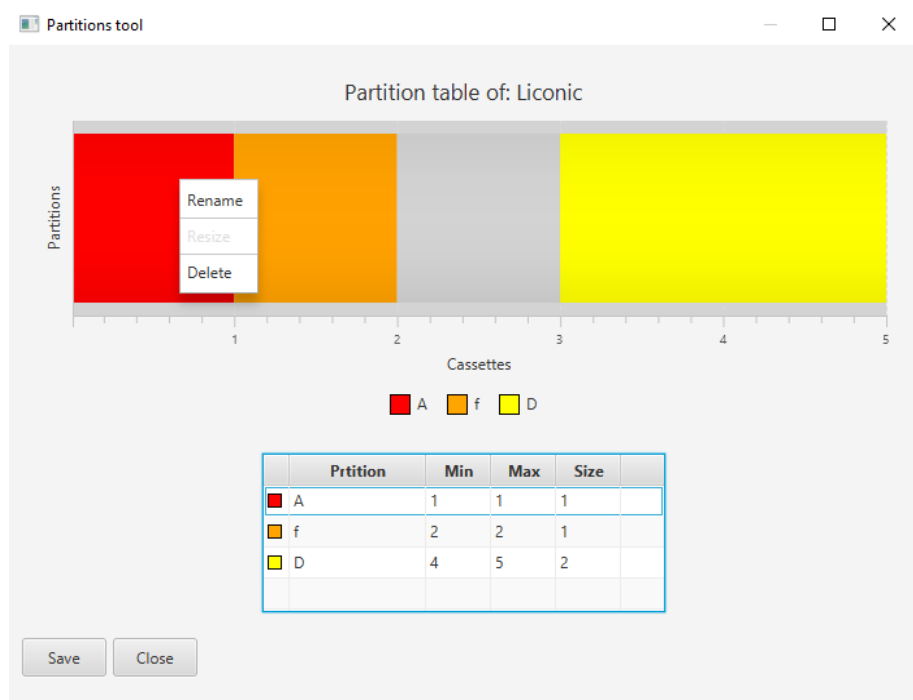 Partitions tool
Partition table of: Liconic
Partitions
Rename
Resize
Delete
1 2 3 4 5
Cassettes
A f D
Prtition Min Max Size
A 1 1 1
f 2 2 1
D 4 5 2
Save Close